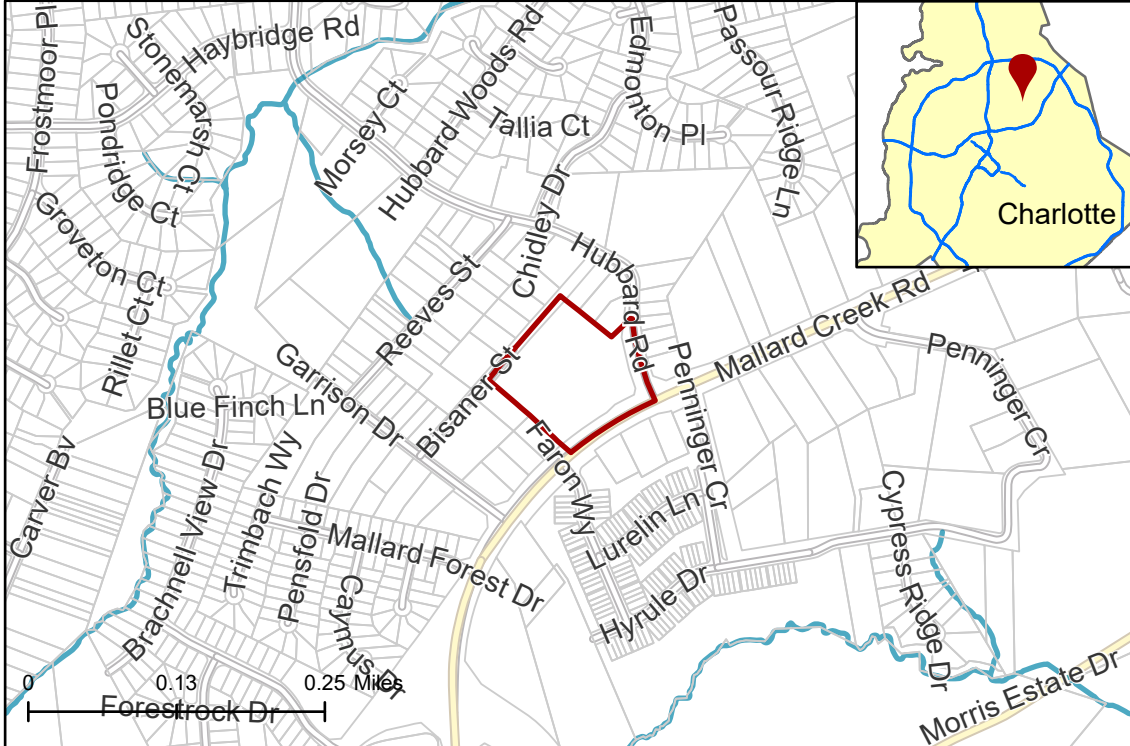 Frostmoor Pl
Stonemarsh Ct
Haybridge Rd
Pondridge Ct
Groveton Ct
Rillet Ct
Morsey Ct
Hubbard Woods Rd
Tallia Ct
Edmonton Pl
Passour Ridge Ln
Chidley Dr
Reeves St
Hubbard Rd
Bisaner St
Garrison Dr
Blue Finch Ln
Carver Bv
Brachnell View Dr
Trimbach Wy
Pensfold Dr
Mallard Forest Dr
Caymus Dr
Forestrock Dr
Faron Wy
Lurelin Ln
Hyrule Dr
Penninger Cr
Mallard Creek Rd
Penninger Cr
Cypress Ridge Dr
Morris Estate Dr
Charlotte
0 0.13 0.25 Miles